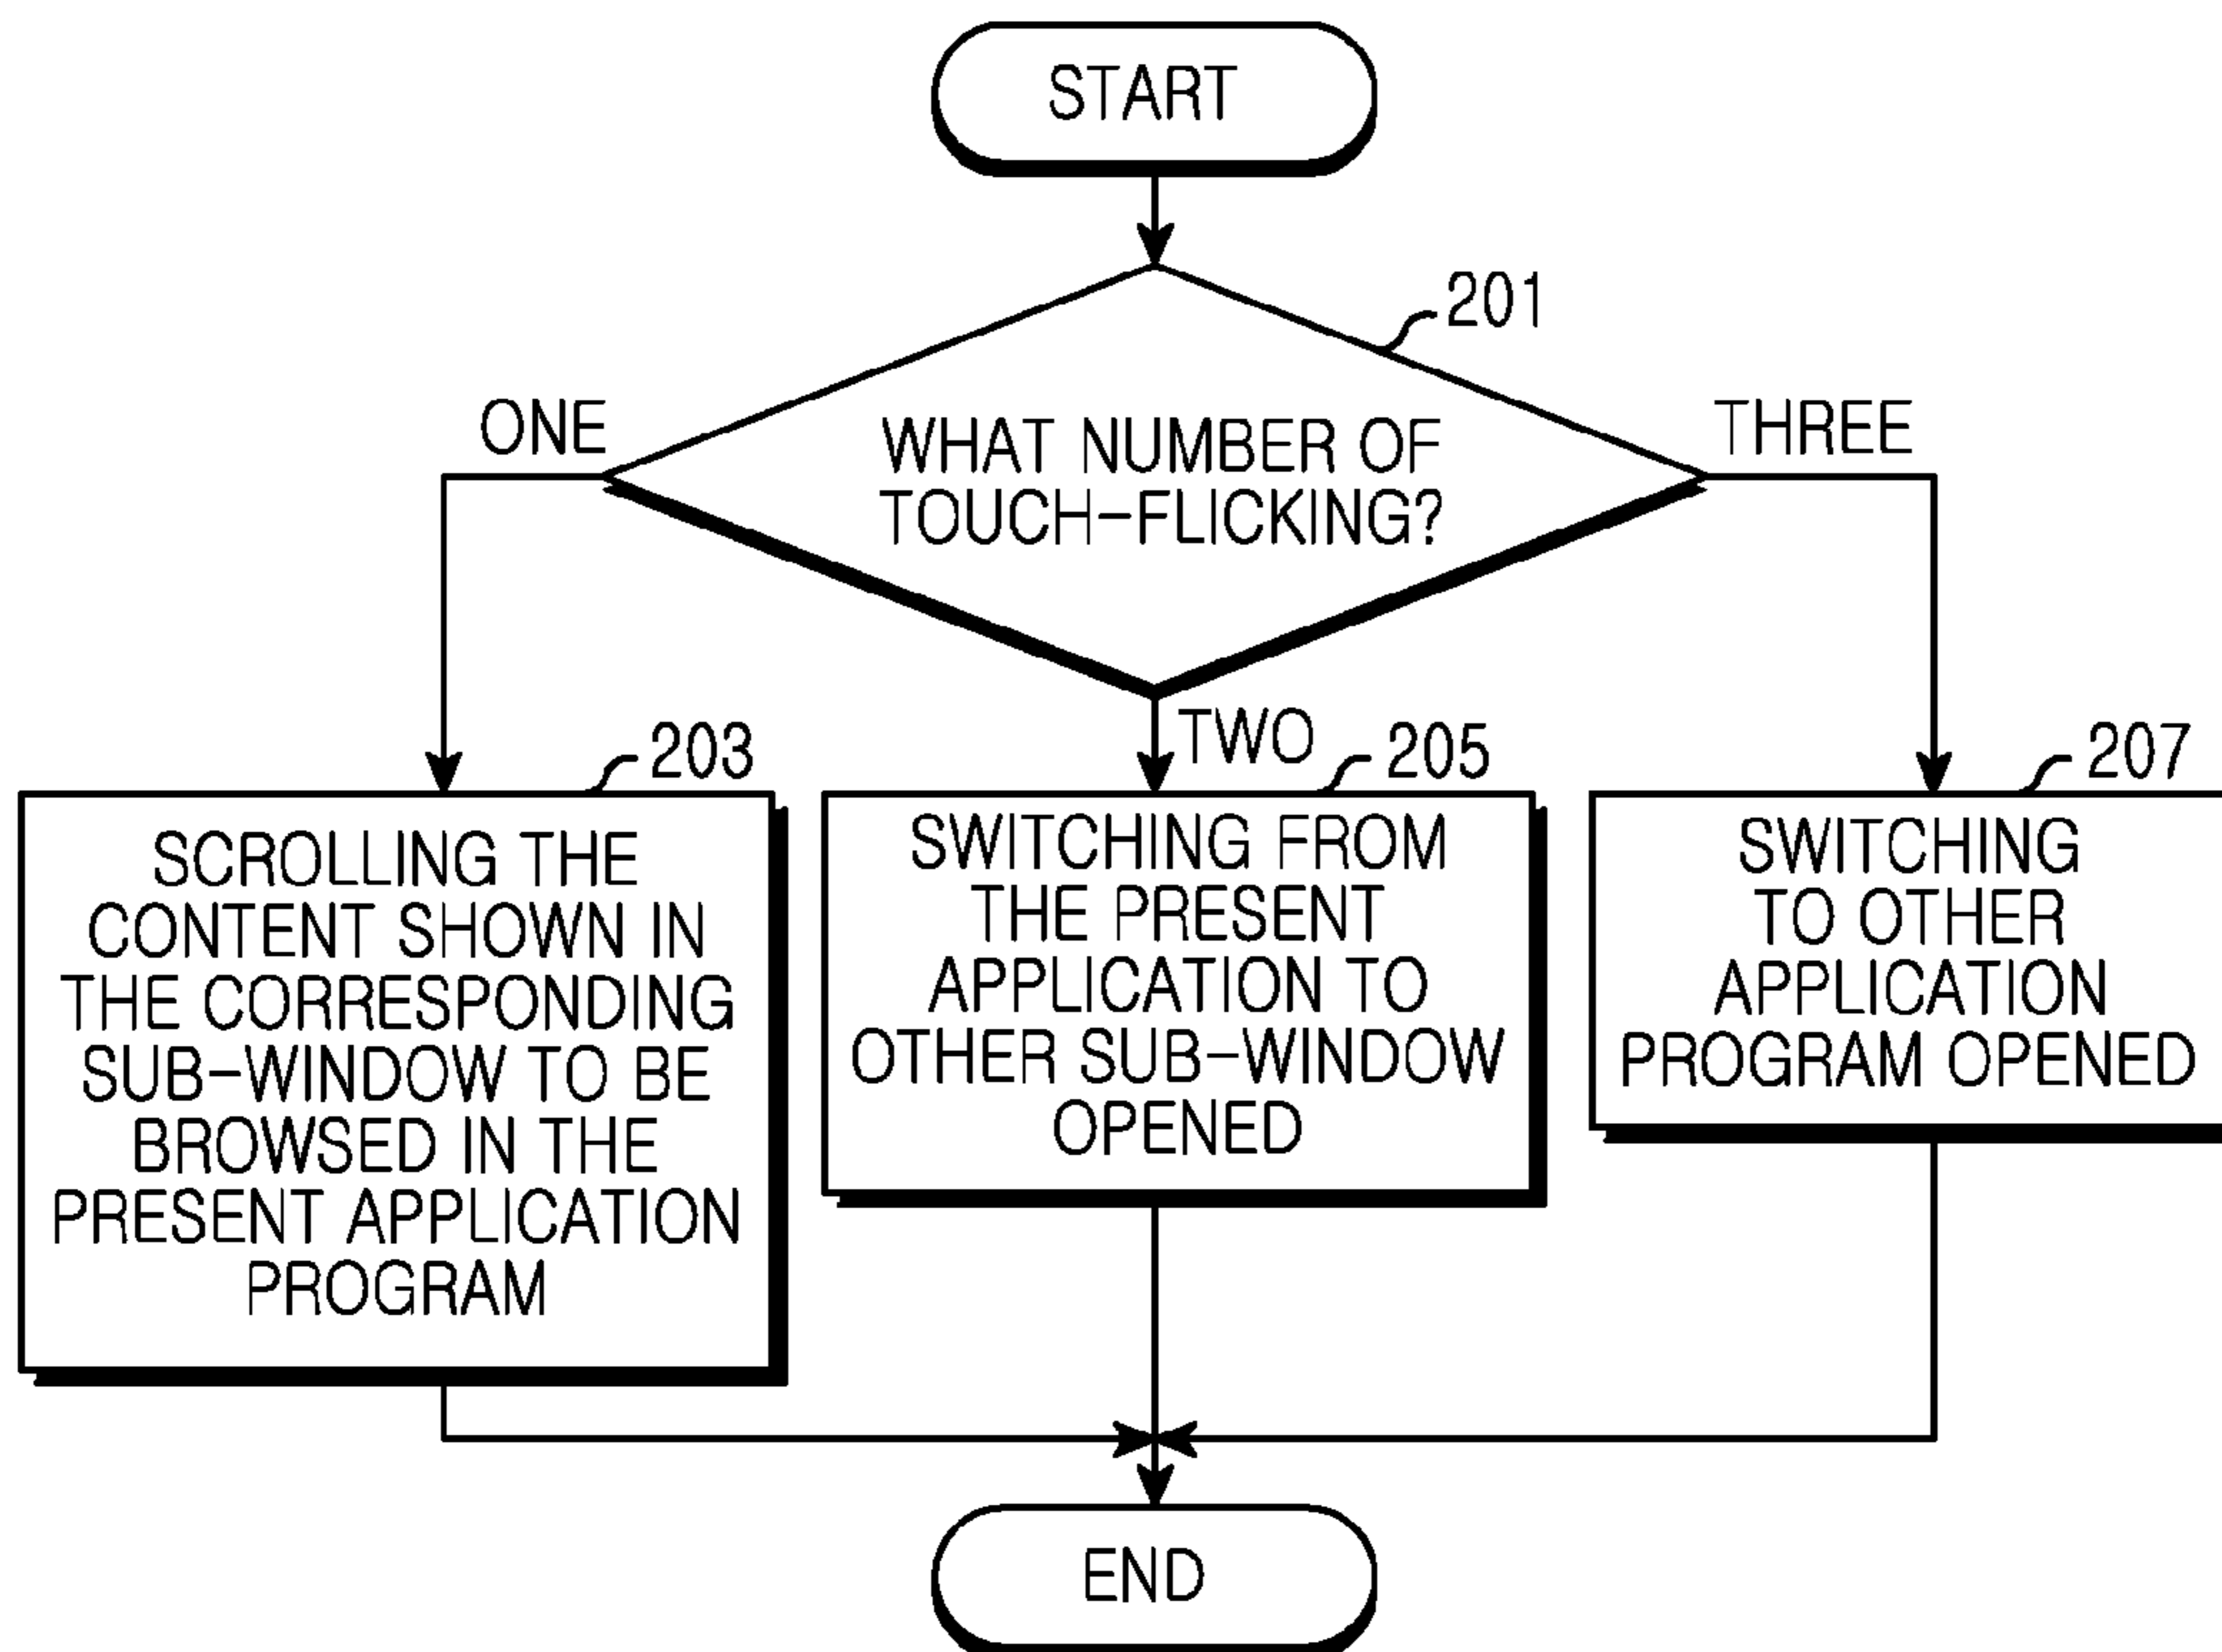 START
201
ONE
WHAT NUMBER OF
TOUCH-FLICKING?
THREE
TWO
203
SCROLLING THE
CONTENT SHOWN IN
THE CORRESPONDING
SUB-WINDOW TO BE
BROWSED IN THE
PRESENT APPLICATION
PROGRAM
205
SWITCHING FROM
THE PRESENT
APPLICATION TO
OTHER SUB-WINDOW
OPENED
207
SWITCHING
TO OTHER
APPLICATION
PROGRAM OPENED
END